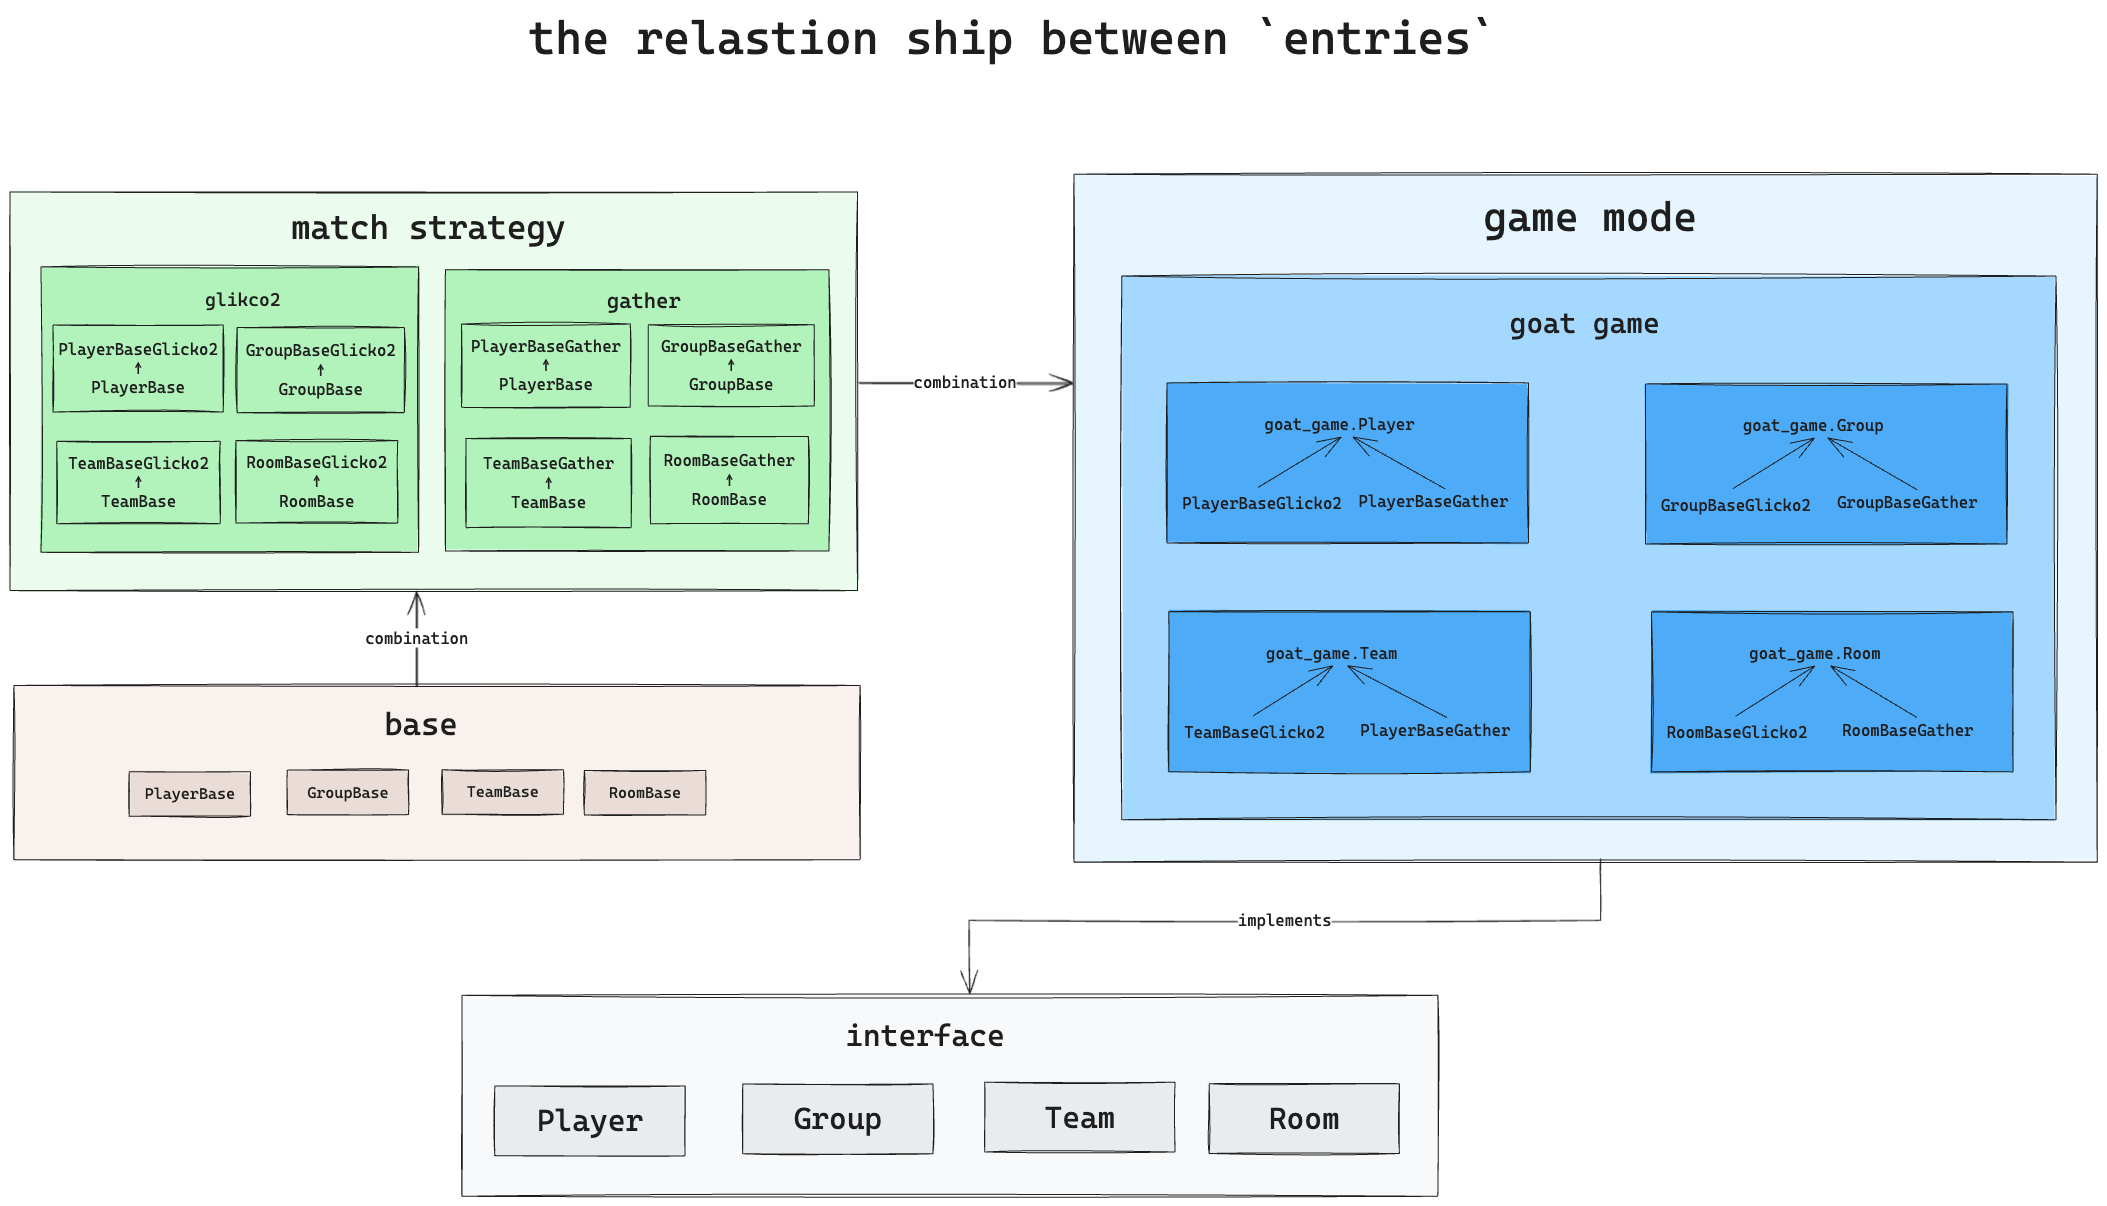 the relastion ship between `entries`
match strategy
glikco2
PlayerBaseGlicko2
↑
PlayerBase
GroupBaseGlicko2
↑
GroupBase
TeamBaseGlicko2
↑
TeamBase
RoomBaseGlicko2
↑
RoomBase
gather
PlayerBaseGather
↑
PlayerBase
GroupBaseGather
↑
GroupBase
TeamBaseGather
↑
TeamBase
RoomBaseGather
↑
RoomBase
combination
combination
base
PlayerBase
GroupBase
TeamBase
RoomBase
game mode
goat game
goat_game.Player
PlayerBaseGlicko2
PlayerBaseGather
goat_game.Group
GroupBaseGlicko2
GroupBaseGather
goat_game.Team
TeamBaseGlicko2
PlayerBaseGather
goat_game.Room
RoomBaseGlicko2
RoomBaseGather
implements
interface
Player
Group
Team
Room